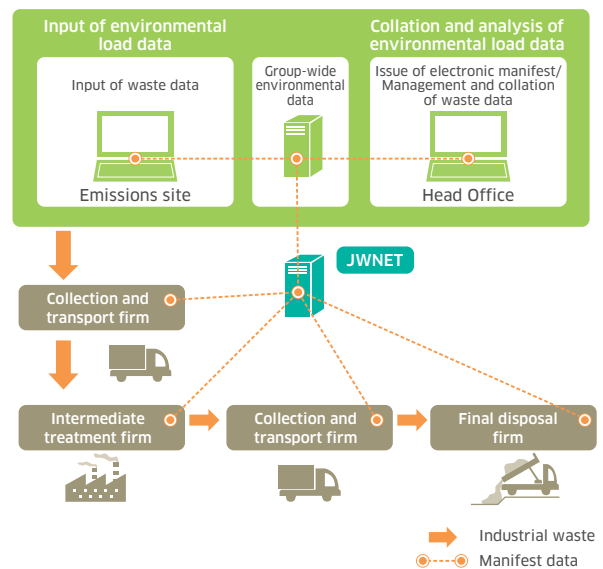 Input of environmental
load data
Collation and analysis of
environmental load data
Input of waste data
Emissions site
Group-wide
environmental
data
Issue of electronic manifest/
Management and collation
of waste data
Head Office
JWNET
Collection and
transport firm
Intermediate
treatment firm
Collection and
transport firm
Final disposal
firm
Industrial waste
Manifest data